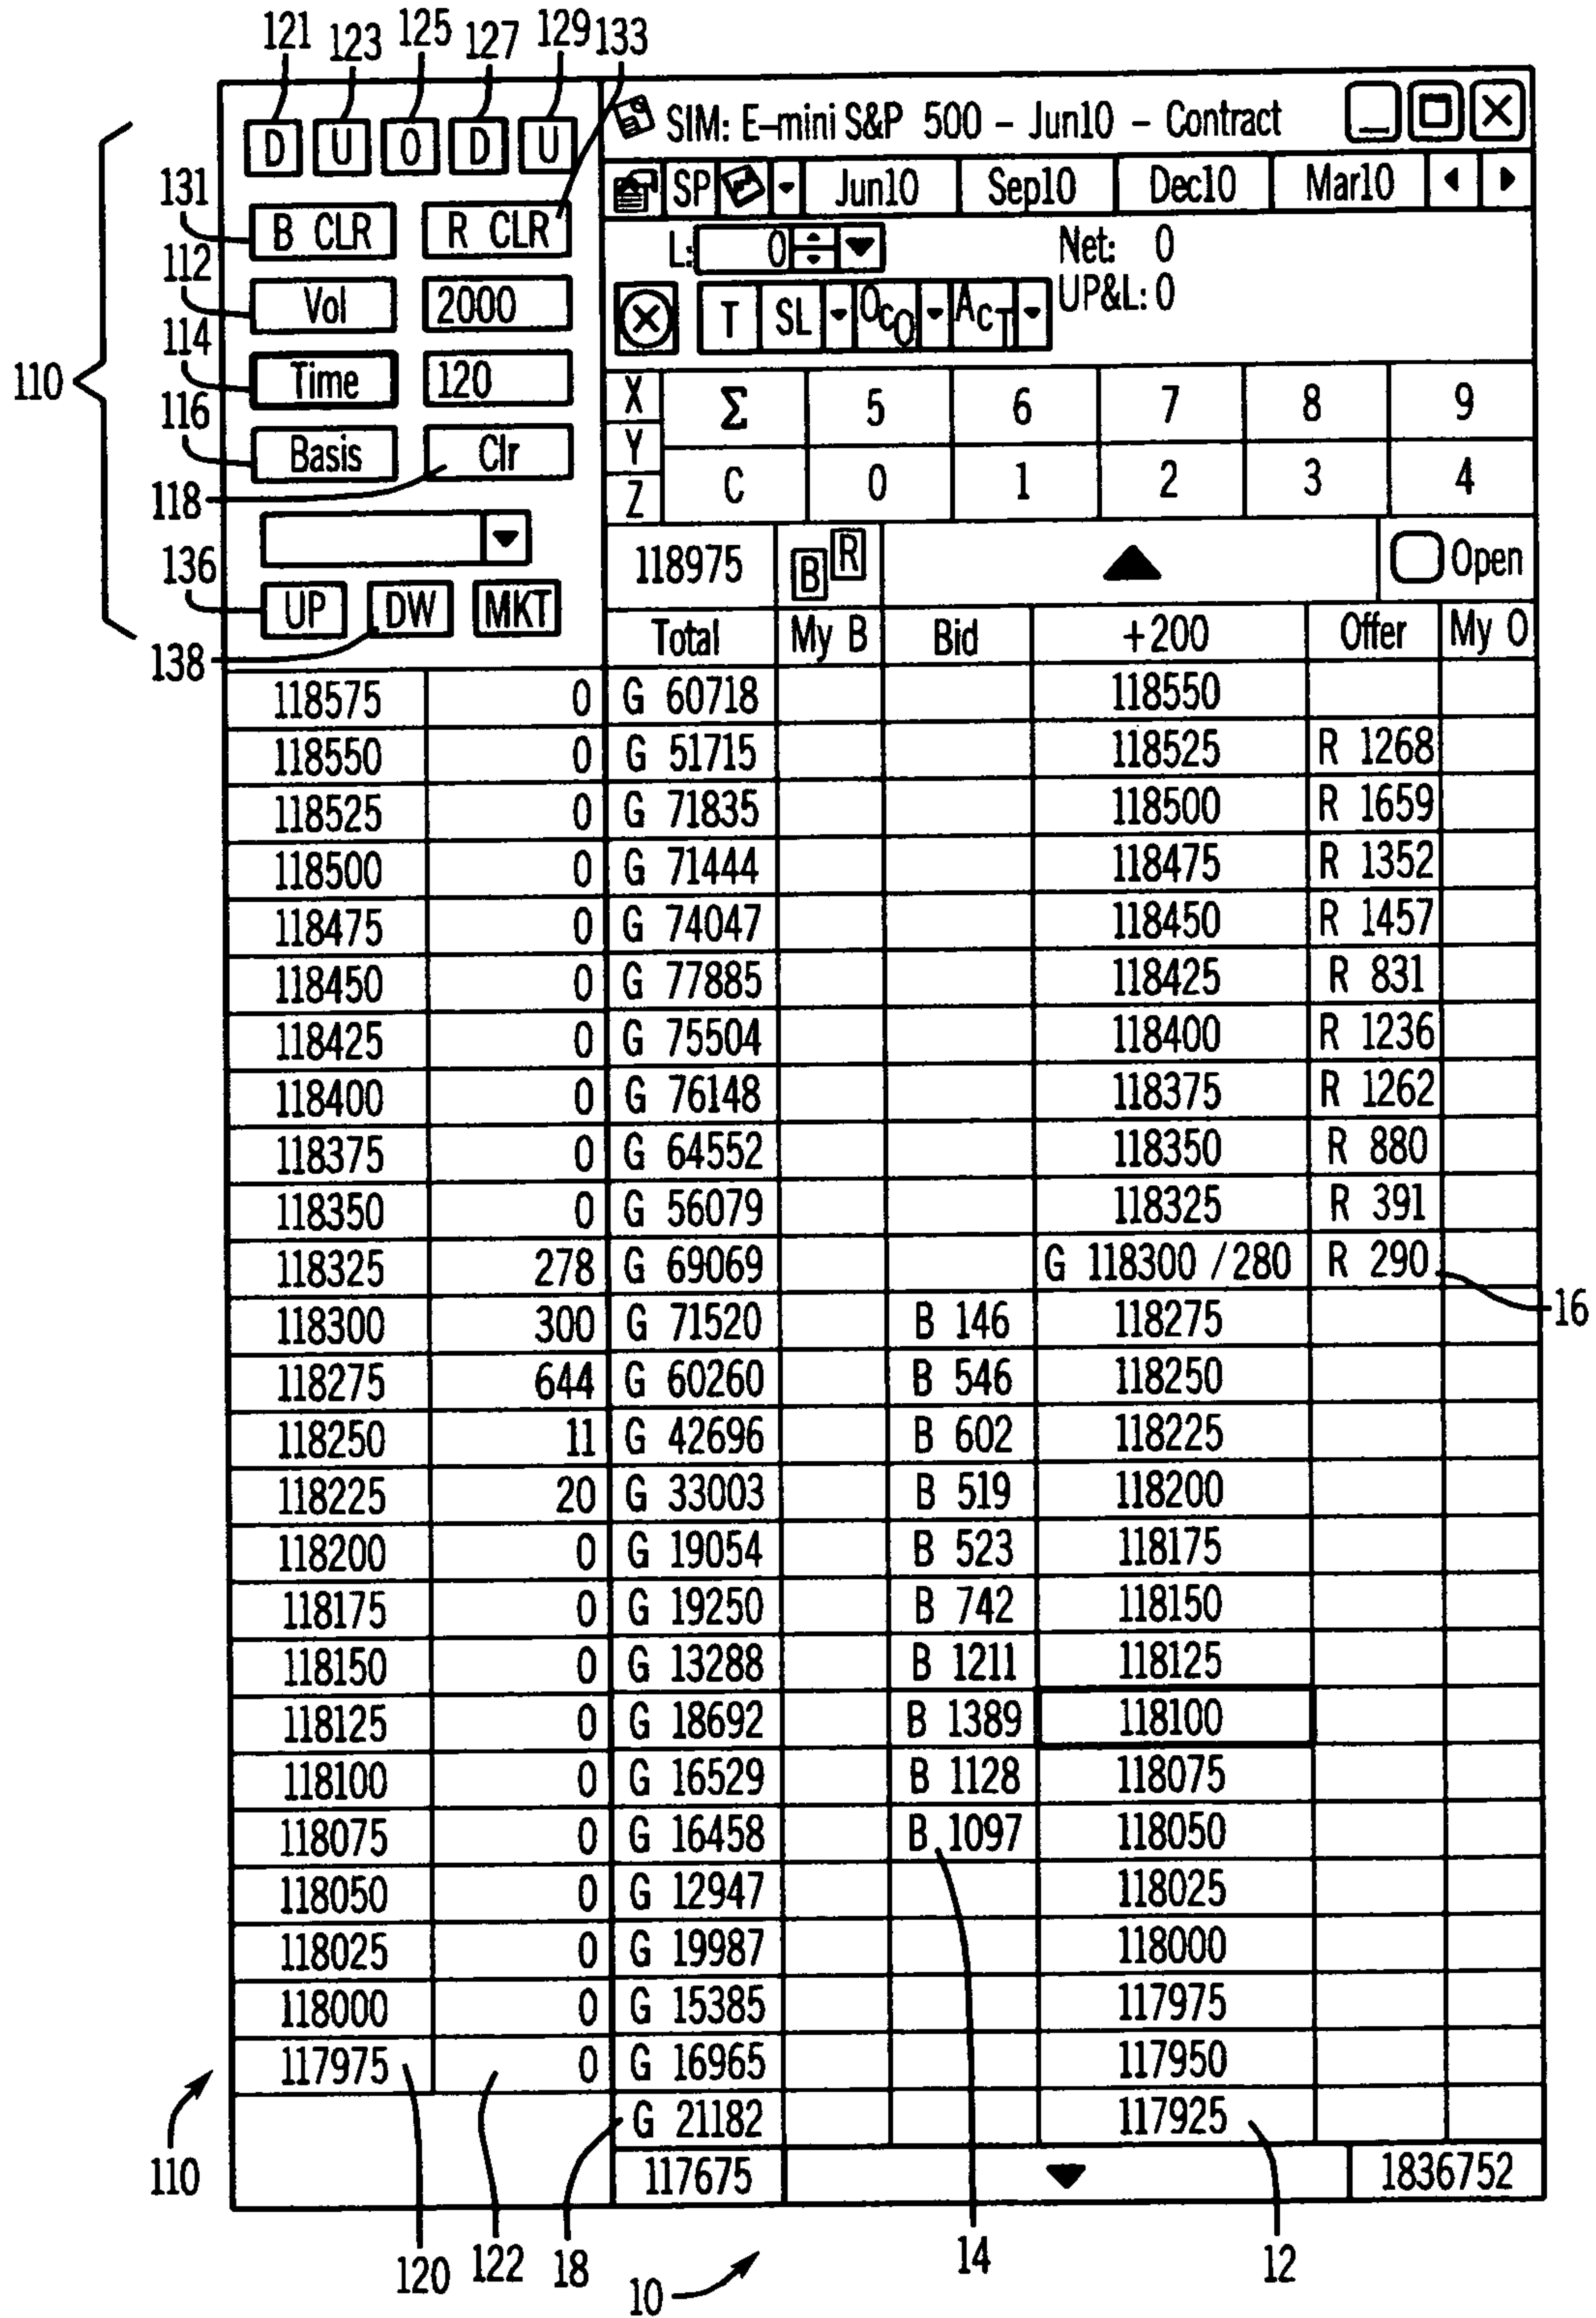 121 123 125 127 129 133
D U O D U
SIM: E–mini S&P 500 – Jun10 – Contract
131
B CLR R CLR
SP Jun10 Sep10 Dec10 Mar10
L: 0 Net: 0
112
Vol 2000
T SL OCO ACT UP&L: 0
114
110
Time 120
X Σ 5 6 7 8 9
116
Basis Clr
Y
118
Z C 0 1 2 3 4
118975 B R Open
136
UP DW MKT
138
Total My B Bid +200 Offer My O
118575 0 G 60718 118550
118550 0 G 51715 118525 R 1268
118525 0 G 71835 118500 R 1659
118500 0 G 71444 118475 R 1352
118475 0 G 74047 118450 R 1457
118450 0 G 77885 118425 R 831
118425 0 G 75504 118400 R 1236
118400 0 G 76148 118375 R 1262
118375 0 G 64552 118350 R 880
118350 0 G 56079 118325 R 391
118325 278 G 69069 G 118300 /280 R 290
16
118300 300 G 71520 B 146 118275
118275 644 G 60260 B 546 118250
118250 11 G 42696 B 602 118225
118225 20 G 33003 B 519 118200
118200 0 G 19054 B 523 118175
118175 0 G 19250 B 742 118150
118150 0 G 13288 B 1211 118125
118125 0 G 18692 B 1389 118100
118100 0 G 16529 B 1128 118075
118075 0 G 16458 B 1097 118050
118050 0 G 12947 118025
118025 0 G 19987 118000
118000 0 G 15385 117975
117975 0 G 16965 117950
G 21182 117925
110
117675 1836752
120 122 18 10 14 12